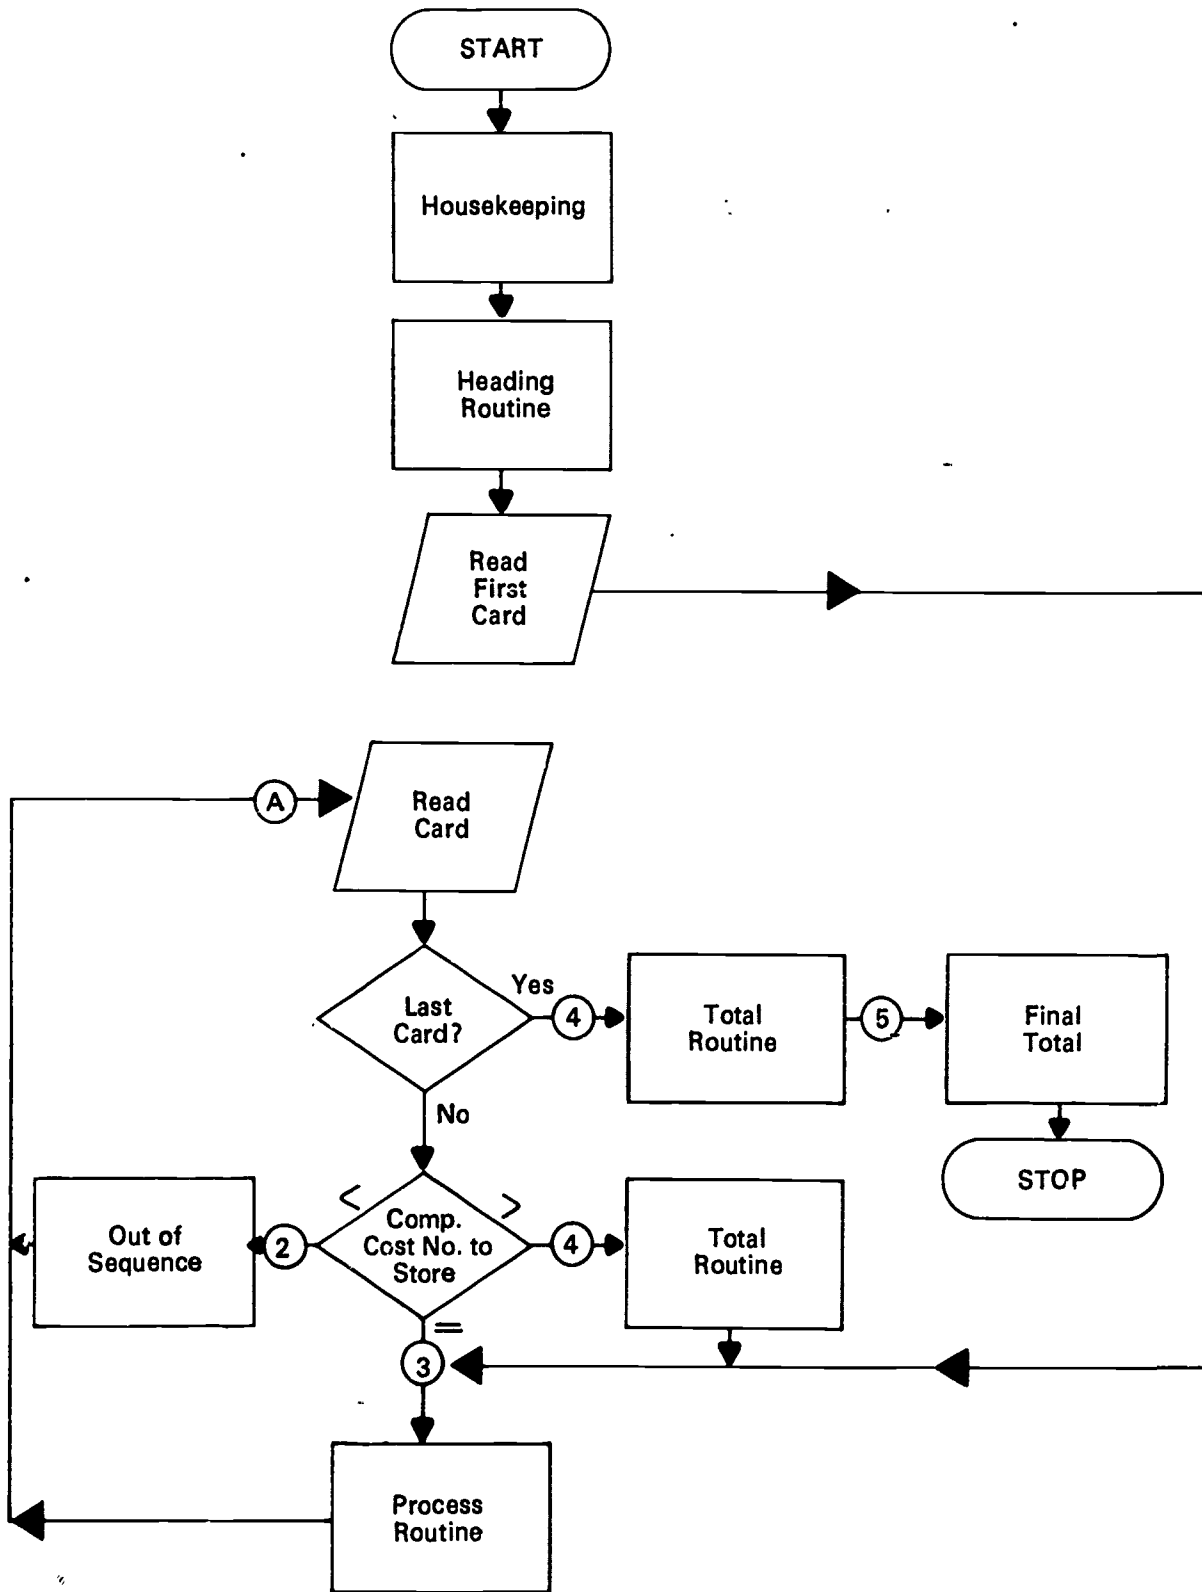 START
Housekeeping
Heading
Routine
Read
First
Card
A
Read
Card
Last
Card?
Yes
4
Total
Routine
5
Final
Total
No
STOP
Out of
Sequence
2
<
Comp.
Cost No. to
Store
>
4
Total
Routine
=
3
Process
Routine